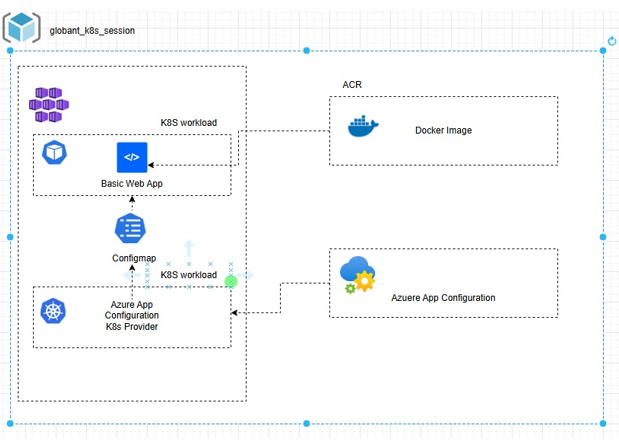 globant_k8s_session
ACR
K8S workload
</>
Docker Image
Basic Web App
Configmap
K8S workload
Azure App
Configuration
K8s Provider
Azuere App Configuration